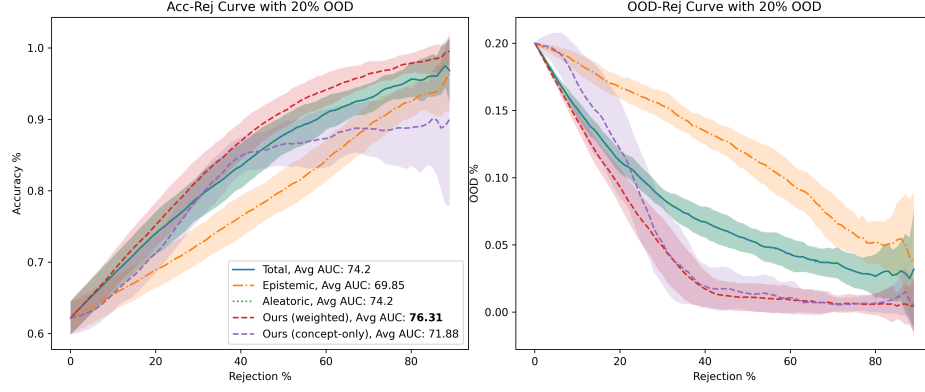 Acc-Rej Curve with 20% OOD
Accuracy %
1.0
0.9
0.8
0.7
0.6
0
20
40
60
80
Rejection %
Total, Avg AUC: 74.2
Epistemic, Avg AUC: 69.85
Aleatoric, Avg AUC: 74.2
Ours (weighted), Avg AUC: 76.31
Ours (concept-only), Avg AUC: 71.88
OOD-Rej Curve with 20% OOD
OOD %
0.20
0.15
0.10
0.05
0.00
0
20
40
60
80
Rejection %